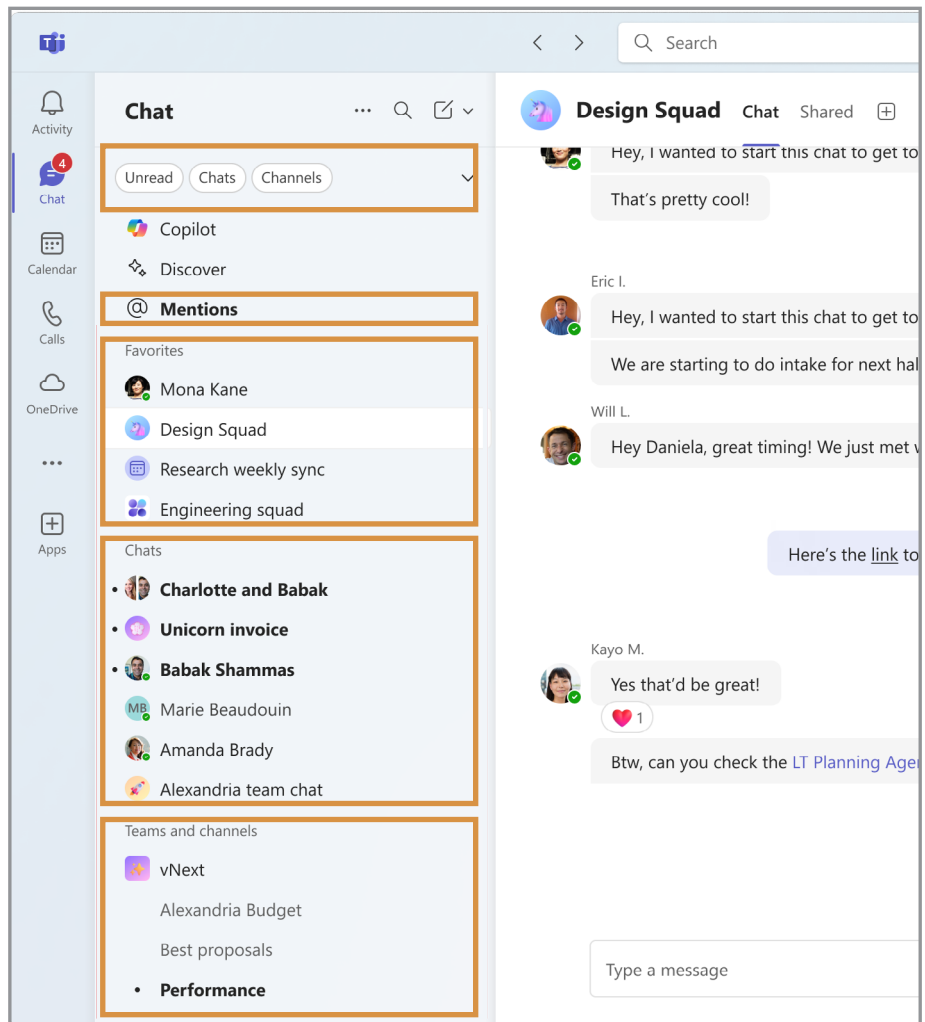 Search
Activity
4
Chat
Calendar
Calls
OneDrive
Apps
Chat
Unread
Chats
Channels
Copilot
Discover
@ Mentions
Favorites
Mona Kane
Design Squad
Research weekly sync
Engineering squad
Chats
• Charlotte and Babak
• Unicorn invoice
• Babak Shammas
MB Marie Beaudouin
Amanda Brady
Alexandria team chat
Teams and channels
vNext
Alexandria Budget
Best proposals
• Performance
Design Squad
Chat
Shared
Hey, I wanted to start this chat to get to
That's pretty cool!
Eric I.
Hey, I wanted to start this chat to get to
We are starting to do intake for next hal
Will L.
Hey Daniela, great timing! We just met
Here's the link to
Kayo M.
Yes that'd be great!
1
Btw, can you check the LT Planning Agen
Type a message